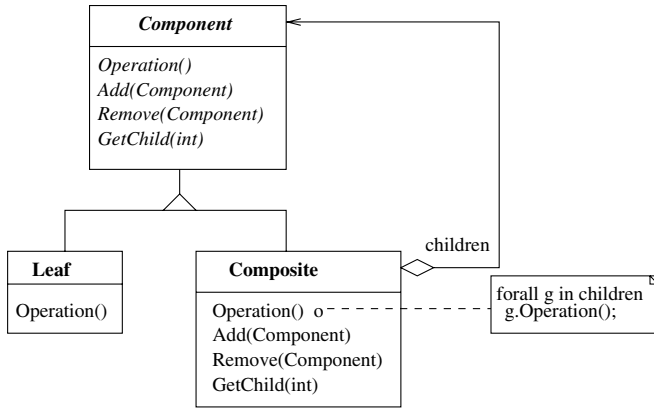 Component
Operation()
Add(Component)
Remove(Component)
GetChild(int)
children
Leaf
Operation()
Composite
Operation() o
Add(Component)
Remove(Component)
GetChild(int)
forall g in children
g.Operation();